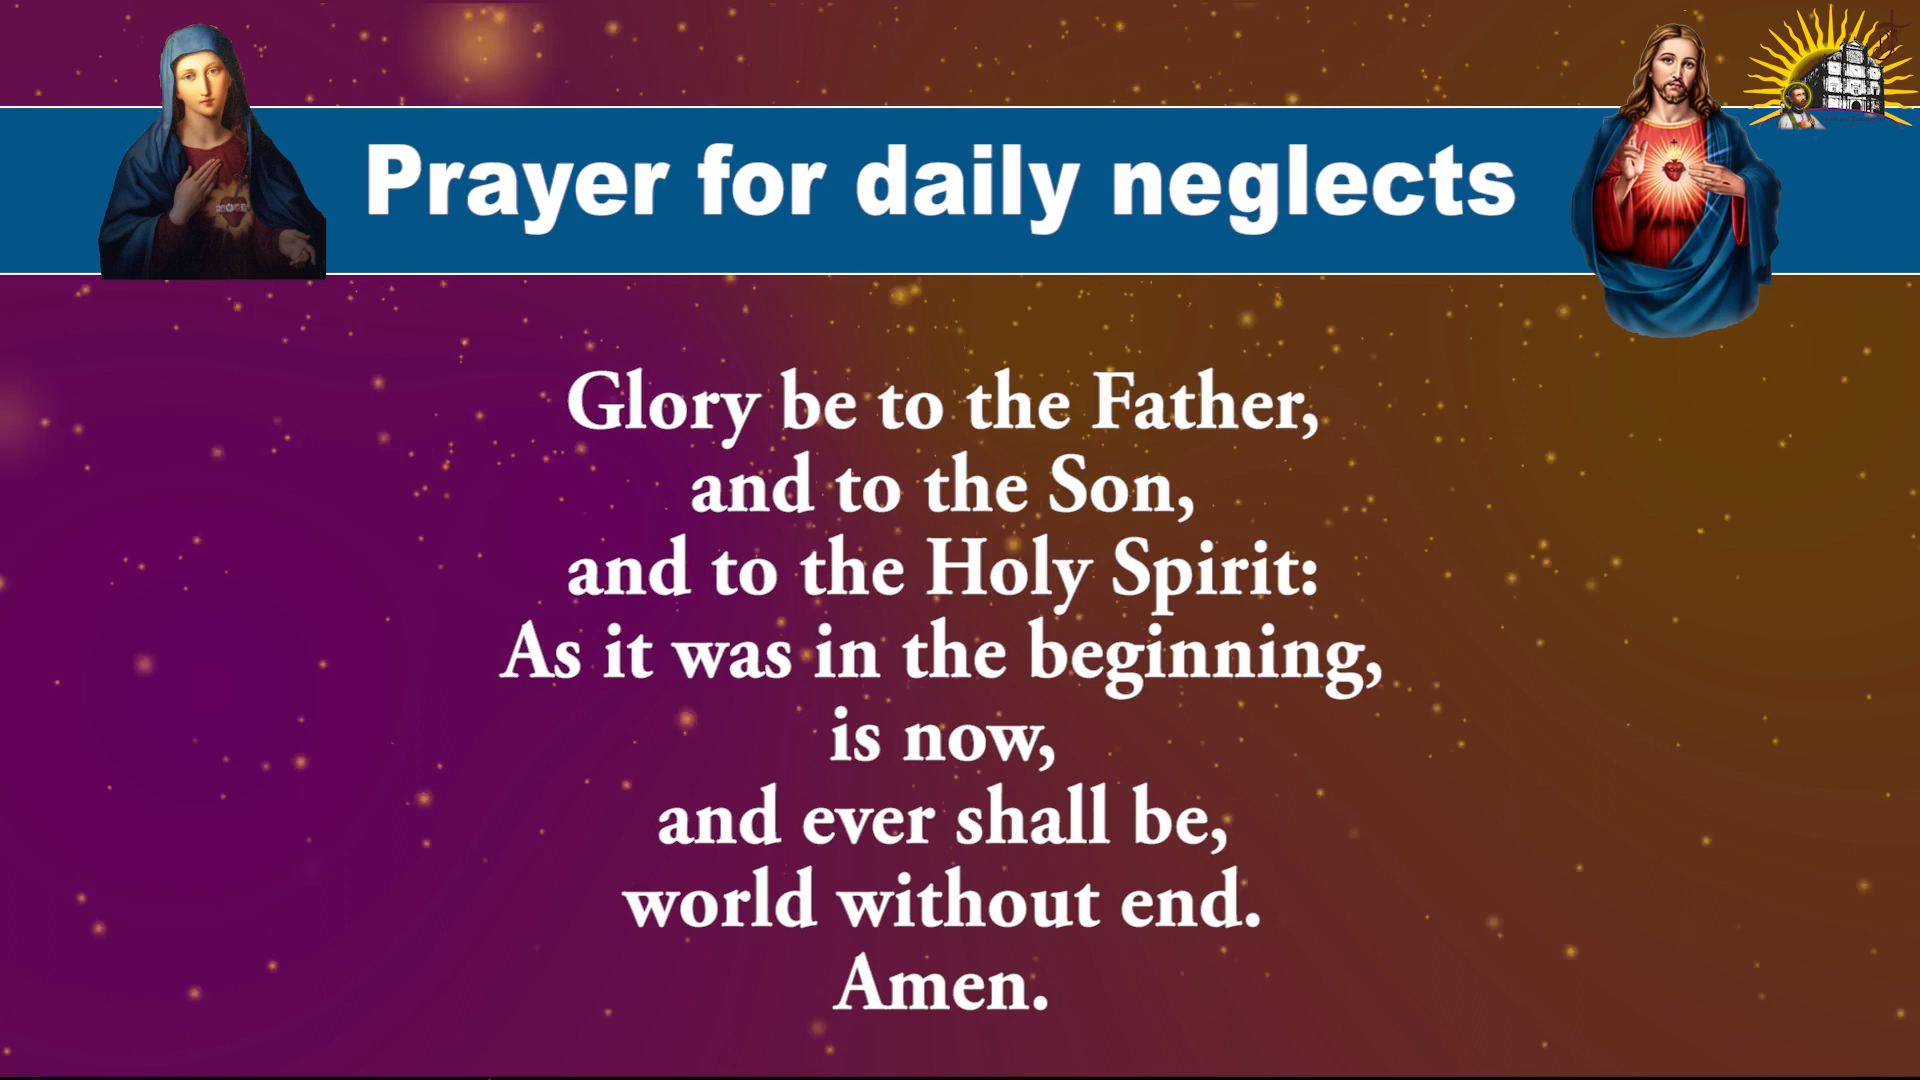 Prayer for daily neglects
Glory be to the Father,
and to the Son,
and to the Holy Spirit:
As it was in the beginning,
is now,
and ever shall be,
world without end.
Amen.